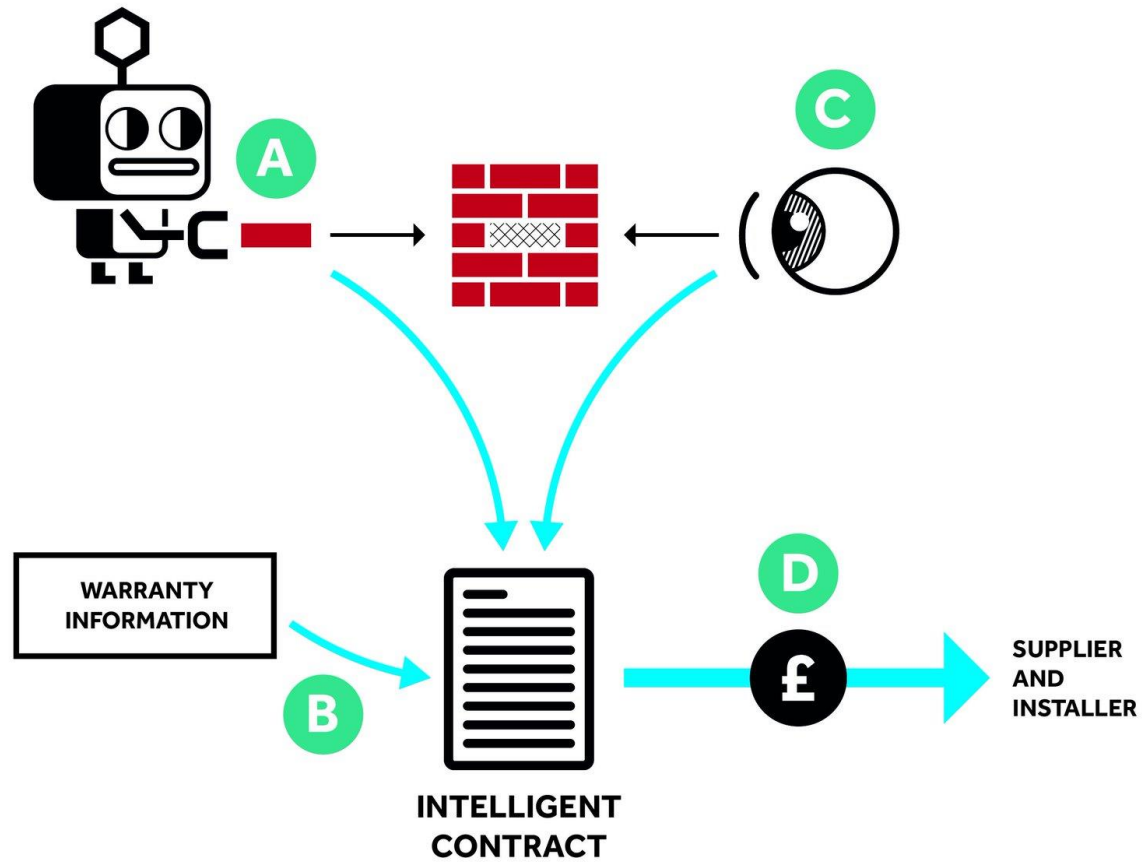 A
C
WARRANTY
INFORMATION
B
D
£
SUPPLIER
AND
INSTALLER
INTELLIGENT
CONTRACT